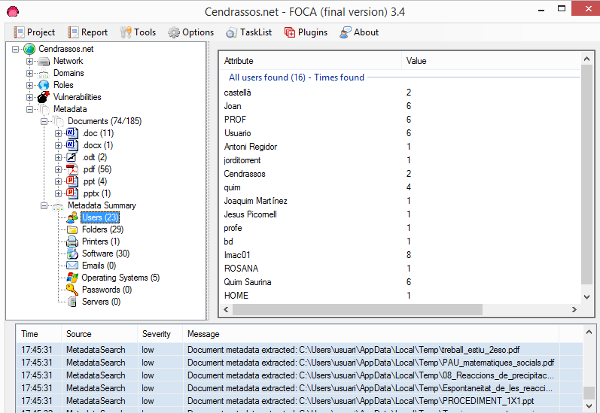 Cendrassos.net - FOCA (final version) 3.4
Project Report Tools Options TaskList Plugins About
Cendrassos.net
Network
Domains
Roles
Vulnerabilities
Metadata
Documents (74/185)
.doc (11)
.docx (1)
.odt (2)
.pdf (56)
.ppt (4)
.pptx (1)
Metadata Summary
Users (23)
Folders (29)
Printers (1)
Software (30)
Emails (0)
Operating Systems (5)
Passwords (0)
Servers (0)
Attribute Value
All users found (16) - Times found
castellà 2
Joan 6
PROF 6
Usuario 6
Antoni Regidor 1
jorditorrent 1
Cendrassos 2
quim 4
Joaquim Martínez 1
Jesus Picornell 1
profe 1
bd 1
Imac01 8
ROSANA 1
Quim Saurina 6
HOME 1
Time Source Severity Message
17:45:31 MetadataSearch low Document metadata extracted: C:\Users\usuari\AppData\Local\Temp\treball_estiu_2eso.pdf
17:45:31 MetadataSearch low Document metadata extracted: C:\Users\usuari\AppData\Local\Temp\PAU_matematiques_socials.pdf
17:45:31 MetadataSearch low Document metadata extracted: C:\Users\usuari\AppData\Local\Temp\08_Reaccions_de_precipitac...
17:45:31 MetadataSearch low Document metadata extracted: C:\Users\usuari\AppData\Local\Temp\Espontaneitat_de_les_reacci...
17:45:31 MetadataSearch low Document metadata extracted: C:\Users\usuari\AppData\Local\Temp\PROCEDIMENT_1X1.ppt